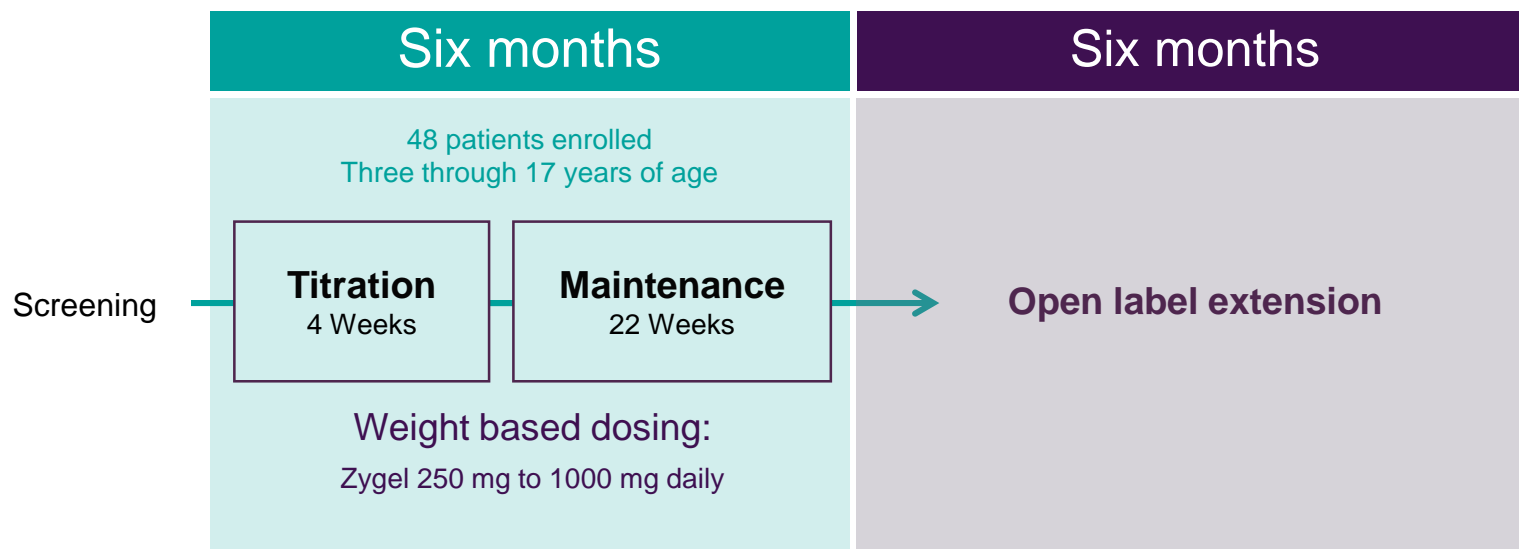 Six months
Six months
48 patients enrolled
Three through 17 years of age
Screening
Titration
4 Weeks
Maintenance
22 Weeks
Open label extension
Weight based dosing:
Zygel 250 mg to 1000 mg daily